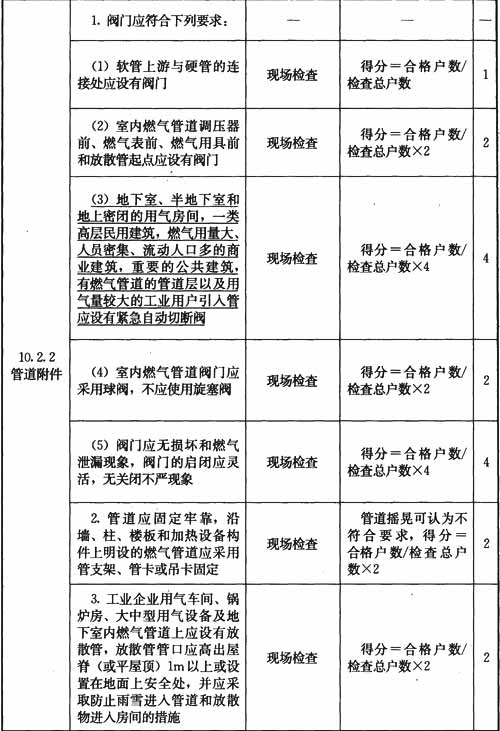 1. 阀门应符合下列要求：
—
—
—
（1）软管上游与硬管的连
接处应设有阀门
现场检查
得分＝合格户数/
检查总户数
1
（2）室内燃气管道调压器
前、燃气表前、燃气用具前
和放散管起点应设有阀门
现场检查
得分＝合格户数/
检查总户数×2
2
（3）地下室、半地下室和
地上密闭的用气房间，一类
高层民用建筑，燃气用量大、
人员密集、流动人口多的商
业建筑，重要的公共建筑，
有燃气管道的管道层以及用
气量较大的工业用户引入管
应设有紧急自动切断阀
现场检查
得分＝合格户数/
检查总户数×4
4
10.2.2
管道附件
（4）室内燃气管道阀门应
采用球阀，不应使用旋塞阀
现场检查
得分＝合格户数/
检查总户数×2
2
（5）阀门应无损坏和燃气
泄漏现象，阀门的启闭应灵
活，无关闭不严现象
现场检查
得分＝合格户数/
检查总户数×4
4
2. 管道应固定牢靠，沿
墙、柱、楼板和加热设备构
件上明设的燃气管道应采用
管支架、管卡或吊卡固定
现场检查
管道摇晃可认为不
符合要求，得分＝
合格户数/检查总户
数×2
2
3. 工业企业用气车间、锅
炉房、大中型用气设备及地
下室内燃气管道上应设有放
散管，放散管管口应高出屋
脊（或平屋顶）1m以上或设
置在地面上安全处，并应采
取防止雨雪进入管道和放散
物进入房间的措施
现场检查
得分＝合格户数/
检查总户数×2
2